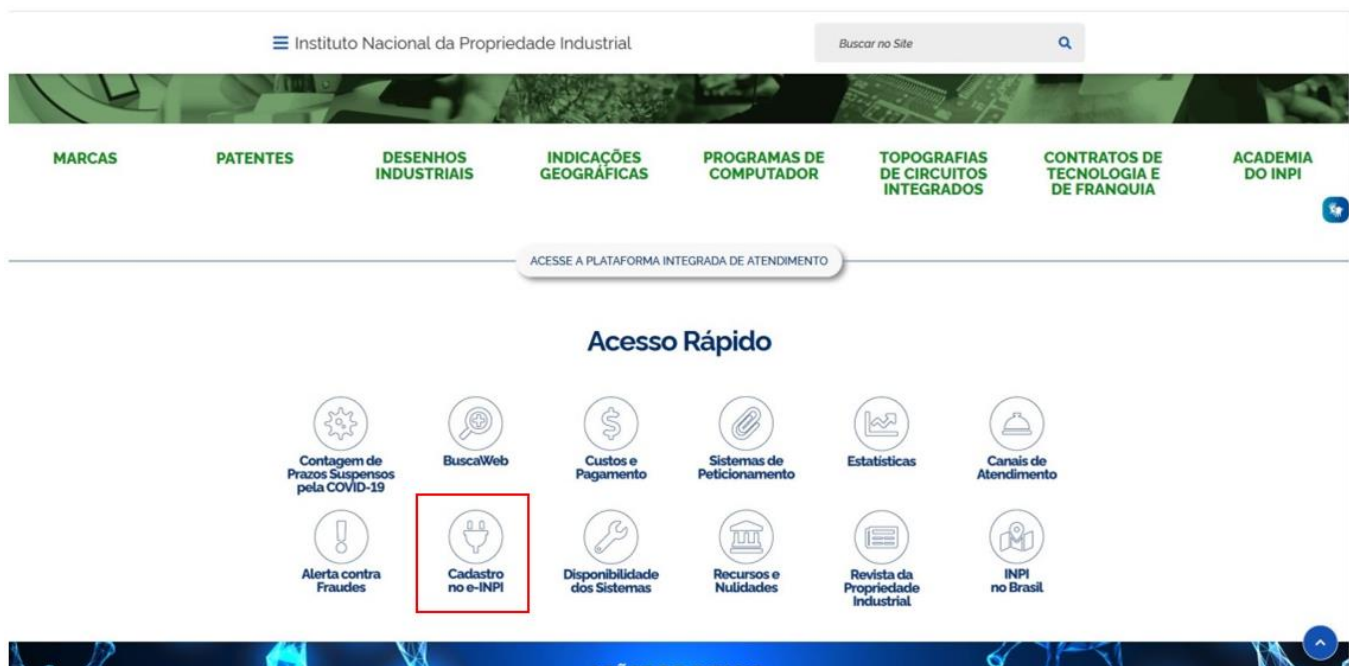 Instituto Nacional da Propriedade Industrial
Buscar no Site
MARCAS
PATENTES
DESENHOS
INDUSTRIAIS
INDICAÇÕES
GEOGRÁFICAS
PROGRAMAS DE
COMPUTADOR
TOPOGRAFIAS
DE CIRCUITOS
INTEGRADOS
CONTRATOS DE
TECNOLOGIA E
DE FRANQUIA
ACADEMIA
DO INPI
ACESSE A PLATAFORMA INTEGRADA DE ATENDIMENTO
Acesso Rápido
Contagem de
Prazos Suspensos
pela COVID-19
BuscaWeb
Custos e
Pagamento
Sistemas de
Peticionamento
Estatísticas
Canais de
Atendimento
Alerta contra
Fraudes
Cadastro
no e-INPI
Disponibilidade
dos Sistemas
Recursos e
Nulidades
Revista da
Propriedade
Industrial
INPI
no Brasil